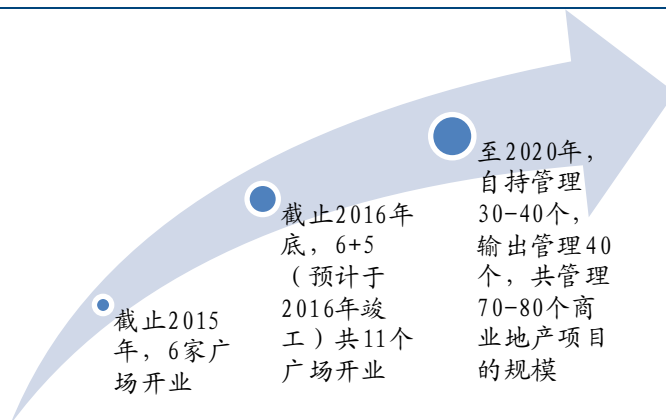 截止2015
年，6家广
场开业
截止2016年
底，6+5
（预计于
2016年竣
工）共11个
广场开业
至2020年，
自持管理
30-40个，
输出管理40
个，共管理
70-80个商
业地产项目
的规模